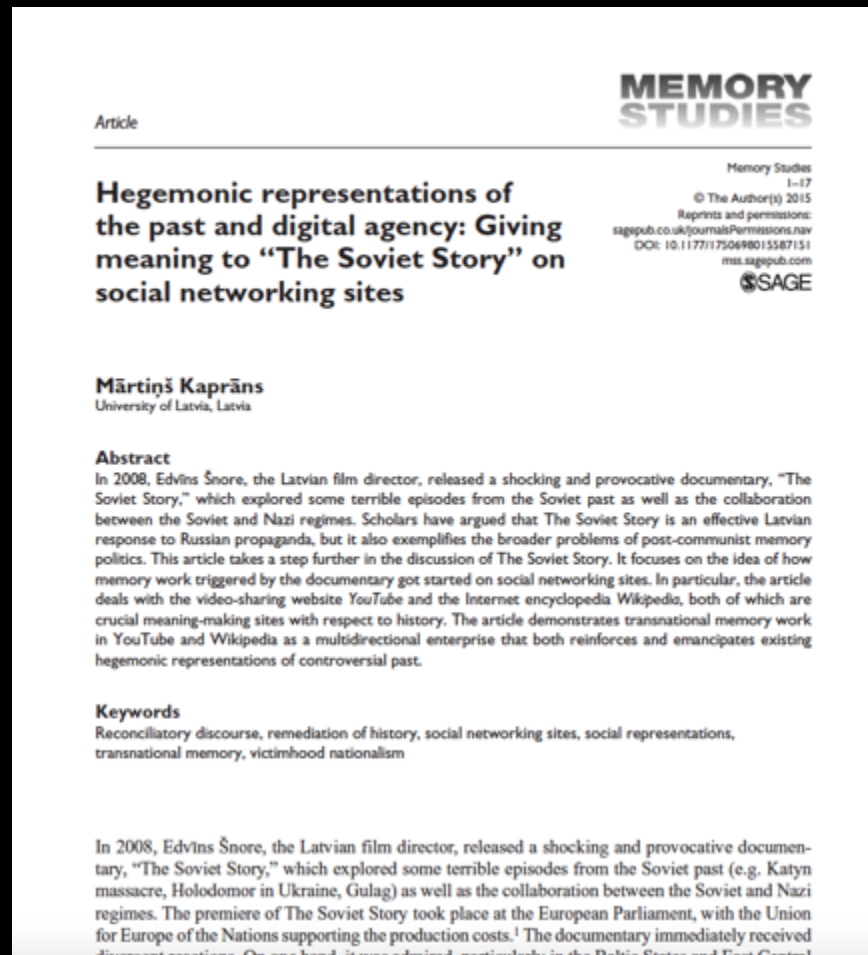 MEMORY
STUDIES
Article
Memory Studies
1–17
© The Author(s) 2015
Reprints and permissions:
sagepub.co.uk/journalsPermissions.nav
DOI: 10.1177/1750698015587151
mss.sagepub.com
SAGE
Hegemonic representations of
the past and digital agency: Giving
meaning to “The Soviet Story” on
social networking sites
Mārtiņš Kaprāns
University of Latvia, Latvia
Abstract
In 2008, Edvīns Šnore, the Latvian film director, released a shocking and provocative documentary, “The
Soviet Story,” which explored some terrible episodes from the Soviet past as well as the collaboration
between the Soviet and Nazi regimes. Scholars have argued that The Soviet Story is an effective Latvian
response to Russian propaganda, but it also exemplifies the broader problems of post-communist memory
politics. This article takes a step further in the discussion of The Soviet Story. It focuses on the idea of how
memory work triggered by the documentary got started on social networking sites. In particular, the article
deals with the video-sharing website YouTube and the Internet encyclopedia Wikipedia, both of which are
crucial meaning-making sites with respect to history. The article demonstrates transnational memory work
in YouTube and Wikipedia as a multidirectional enterprise that both reinforces and emancipates existing
hegemonic representations of controversial past.
Keywords
Reconciliatory discourse, remediation of history, social networking sites, social representations,
transnational memory, victimhood nationalism
In 2008, Edvīns Šnore, the Latvian film director, released a shocking and provocative documen-
tary, “The Soviet Story,” which explored some terrible episodes from the Soviet past (e.g. Katyn
massacre, Holodomor in Ukraine, Gulag) as well as the collaboration between the Soviet and Nazi
regimes. The premiere of The Soviet Story took place at the European Parliament, with the Union
for Europe of the Nations supporting the production costs.1 The documentary immediately received